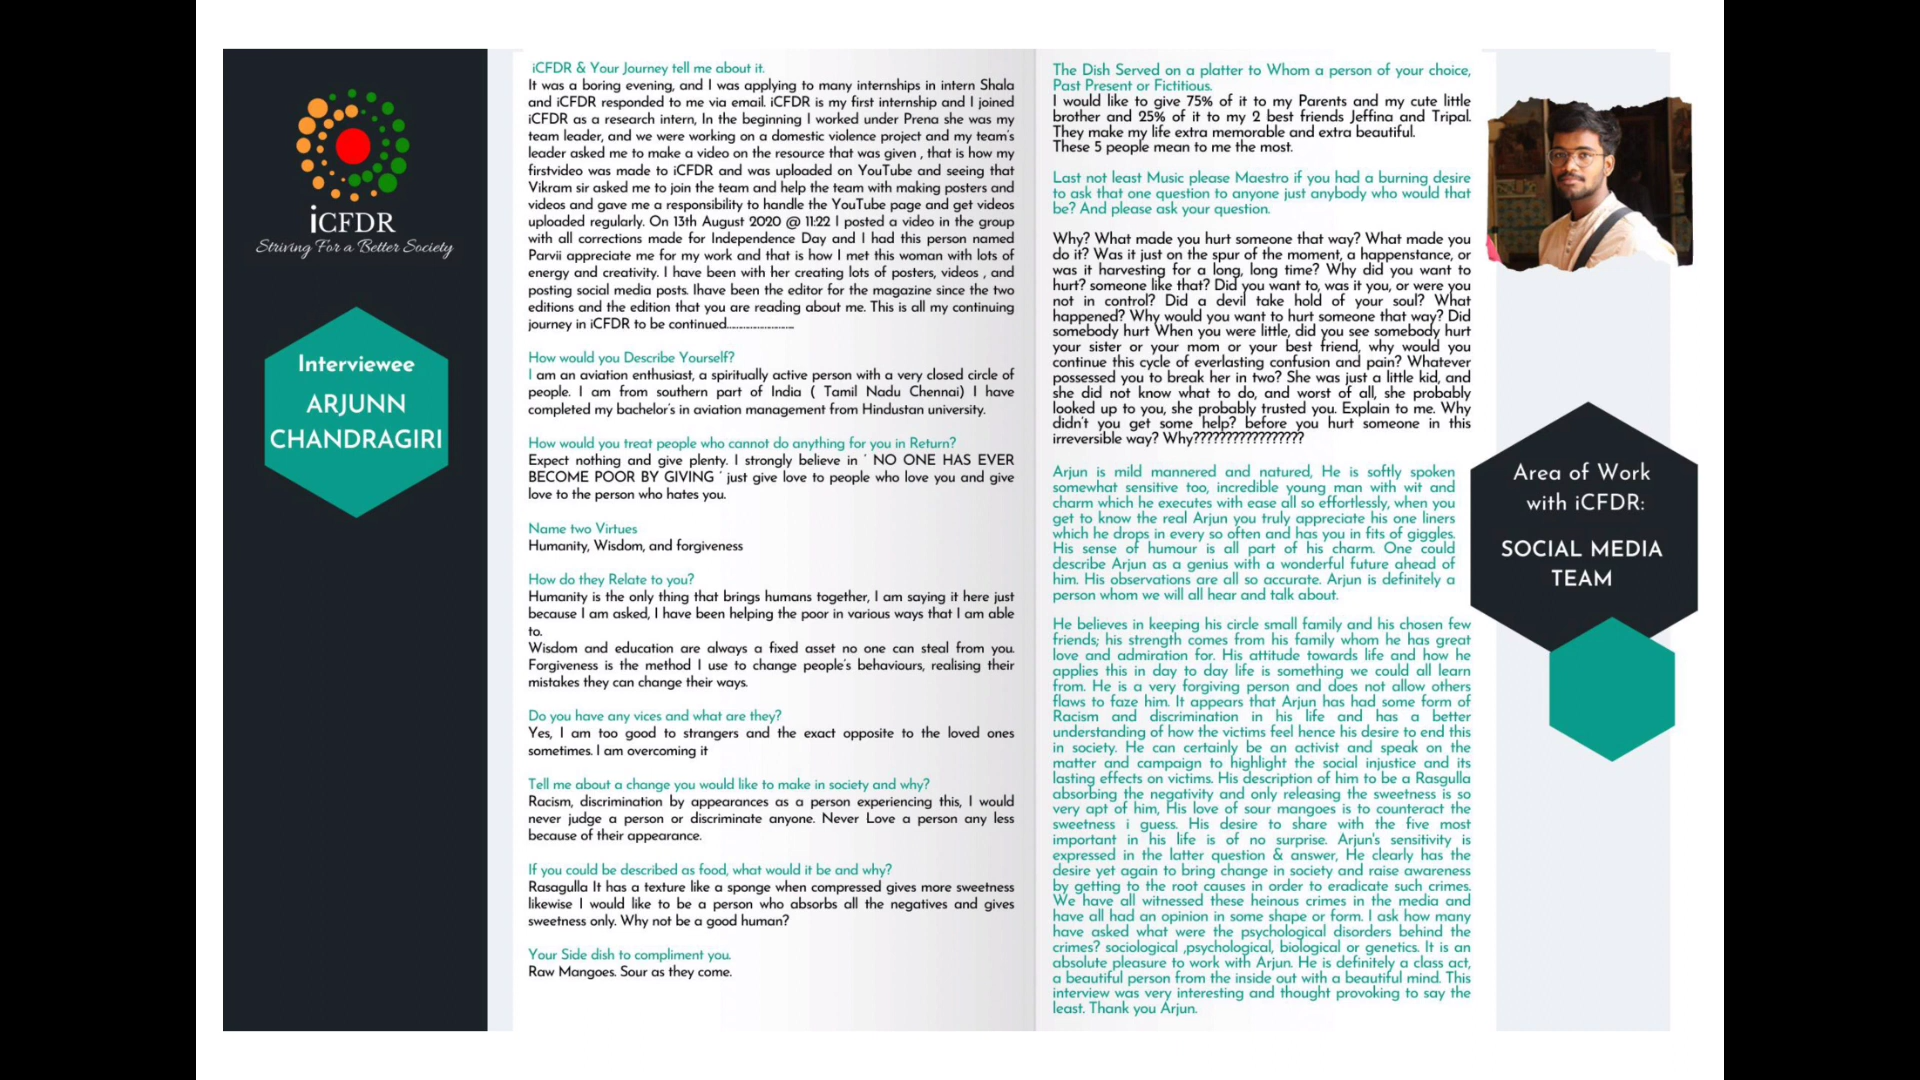 iCFDR
Striving For a Better Society
Interviewee
ARJUNN
CHANDRAGIRI
iCFDR & Your Journey tell me about it.
It was a boring evening, and I was applying to many internships in intern Shala
and iCFDR responded to me via email. iCFDR is my first internship and I joined
iCFDR as a research intern, In the beginning I worked under Prena she was my
team leader, and we were working on a domestic violence project and my team's
leader asked me to make a video on the resource that was given , that is how my
firstvideo was made to iCFDR and was uploaded on YouTube and seeing that
Vikram sir asked me to join the team and help the team with making posters and
videos and gave me a responsibility to handle the YouTube page and get videos
uploaded regularly. On 13th August 2020 @ 11:22 I posted a video in the group
with all corrections made for Independence Day and I had this person named
Parvii appreciate me for my work and that is how I met this woman with lots of
energy and creativity. I have been with her creating lots of posters, videos , and
posting social media posts. Ihave been the editor for the magazine since the two
editions and the edition that you are reading about me. This is all my continuing
journey in iCFDR to be continued........................
How would you Describe Yourself?
I am an aviation enthusiast, a spiritually active person with a very closed circle of
people. I am from southern part of India ( Tamil Nadu Chennai) I have
completed my bachelor's in aviation management from Hindustan university.
How would you treat people who cannot do anything for you in Return?
Expect nothing and give plenty. I strongly believe in ' NO ONE HAS EVER
BECOME POOR BY GIVING ' just give love to people who love you and give
love to the person who hates you.
Name two Virtues
Humanity, Wisdom, and forgiveness
How do they Relate to you?
Humanity is the only thing that brings humans together, I am saying it here just
because I am asked, I have been helping the poor in various ways that I am able
to.
Wisdom and education are always a fixed asset no one can steal from you.
Forgiveness is the method I use to change people's behaviours, realising their
mistakes they can change their ways.
Do you have any vices and what are they?
Yes, I am too good to strangers and the exact opposite to the loved ones
sometimes. I am overcoming it
Tell me about a change you would like to make in society and why?
Racism, discrimination by appearances as a person experiencing this, I would
never judge a person or discriminate anyone. Never Love a person any less
because of their appearance.
If you could be described as food, what would it be and why?
Rasagulla It has a texture like a sponge when compressed gives more sweetness
likewise I would like to be a person who absorbs all the negatives and gives
sweetness only. Why not be a good human?
Your Side dish to compliment you.
Raw Mangoes. Sour as they come.
The Dish Served on a platter to Whom a person of your choice,
Past Present or Fictitious.
I would like to give 75% of it to my Parents and my cute little
brother and 25% of it to my 2 best friends Jeffina and Tripal.
They make my life extra memorable and extra beautiful.
These 5 people mean to me the most.
Last not least Music please Maestro if you had a burning desire
to ask that one question to anyone just anybody who would that
be? And please ask your question.
Why? What made you hurt someone that way? What made you
do it? Was it just on the spur of the moment, a happenstance, or
was it harvesting for a long, long time? Why did you want to
hurt? someone like that? Did you want to, was it you, or were you
not in control? Did a devil take hold of your soul? What
happened? Why would you want to hurt someone that way? Did
somebody hurt When you were little, did you see somebody hurt
your sister or your mom or your best friend, why would you
continue this cycle of everlasting confusion and pain? Whatever
possessed you to break her in two? She was just a little kid, and
she did not know what to do, and worst of all, she probably
looked up to you, she probably trusted you. Explain to me. Why
didn't you get some help? before you hurt someone in this
irreversible way? Why?????????????????
Arjun is mild mannered and natured, He is softly spoken
somewhat sensitive too, incredible young man with wit and
charm which he executes with ease all so effortlessly, when you
get to know the real Arjun you truly appreciate his one liners
which he drops in every so often and has you in fits of giggles.
His sense of humour is all part of his charm. One could
describe Arjun as a genius with a wonderful future ahead of
him. His observations are all so accurate. Arjun is definitely a
person whom we will all hear and talk about.
He believes in keeping his circle small family and his chosen few
friends; his strength comes from his family whom he has great
love and admiration for. His attitude towards life and how he
applies this in day to day life is something we could all learn
from. He is a very forgiving person and does not allow others
flaws to faze him. It appears that Arjun has had some form of
Racism and discrimination in his life and has a better
understanding of how the victims feel hence his desire to end this
in society. He can certainly be an activist and speak on the
matter and campaign to highlight the social injustice and its
lasting effects on victims. His description of him to be a Rasgulla
absorbing the negativity and only releasing the sweetness is so
very apt of him, His love of sour mangoes is to counteract the
sweetness i guess. His desire to share with the five most
important in his life is of no surprise. Arjun's sensitivity is
expressed in the latter question & answer, He clearly has the
desire yet again to bring change in society and raise awareness
by getting to the root causes in order to eradicate such crimes.
We have all witnessed these heinous crimes in the media and
have all had an opinion in some shape or form. I ask how many
have asked what were the psychological disorders behind the
crimes? sociological ,psychological, biological or genetics. It is an
absolute pleasure to work with Arjun. He is definitely a class act,
a beautiful person from the inside out with a beautiful mind. This
interview was very interesting and thought provoking to say the
least. Thank you Arjun.
Area of Work
with iCFDR:
SOCIAL MEDIA
TEAM